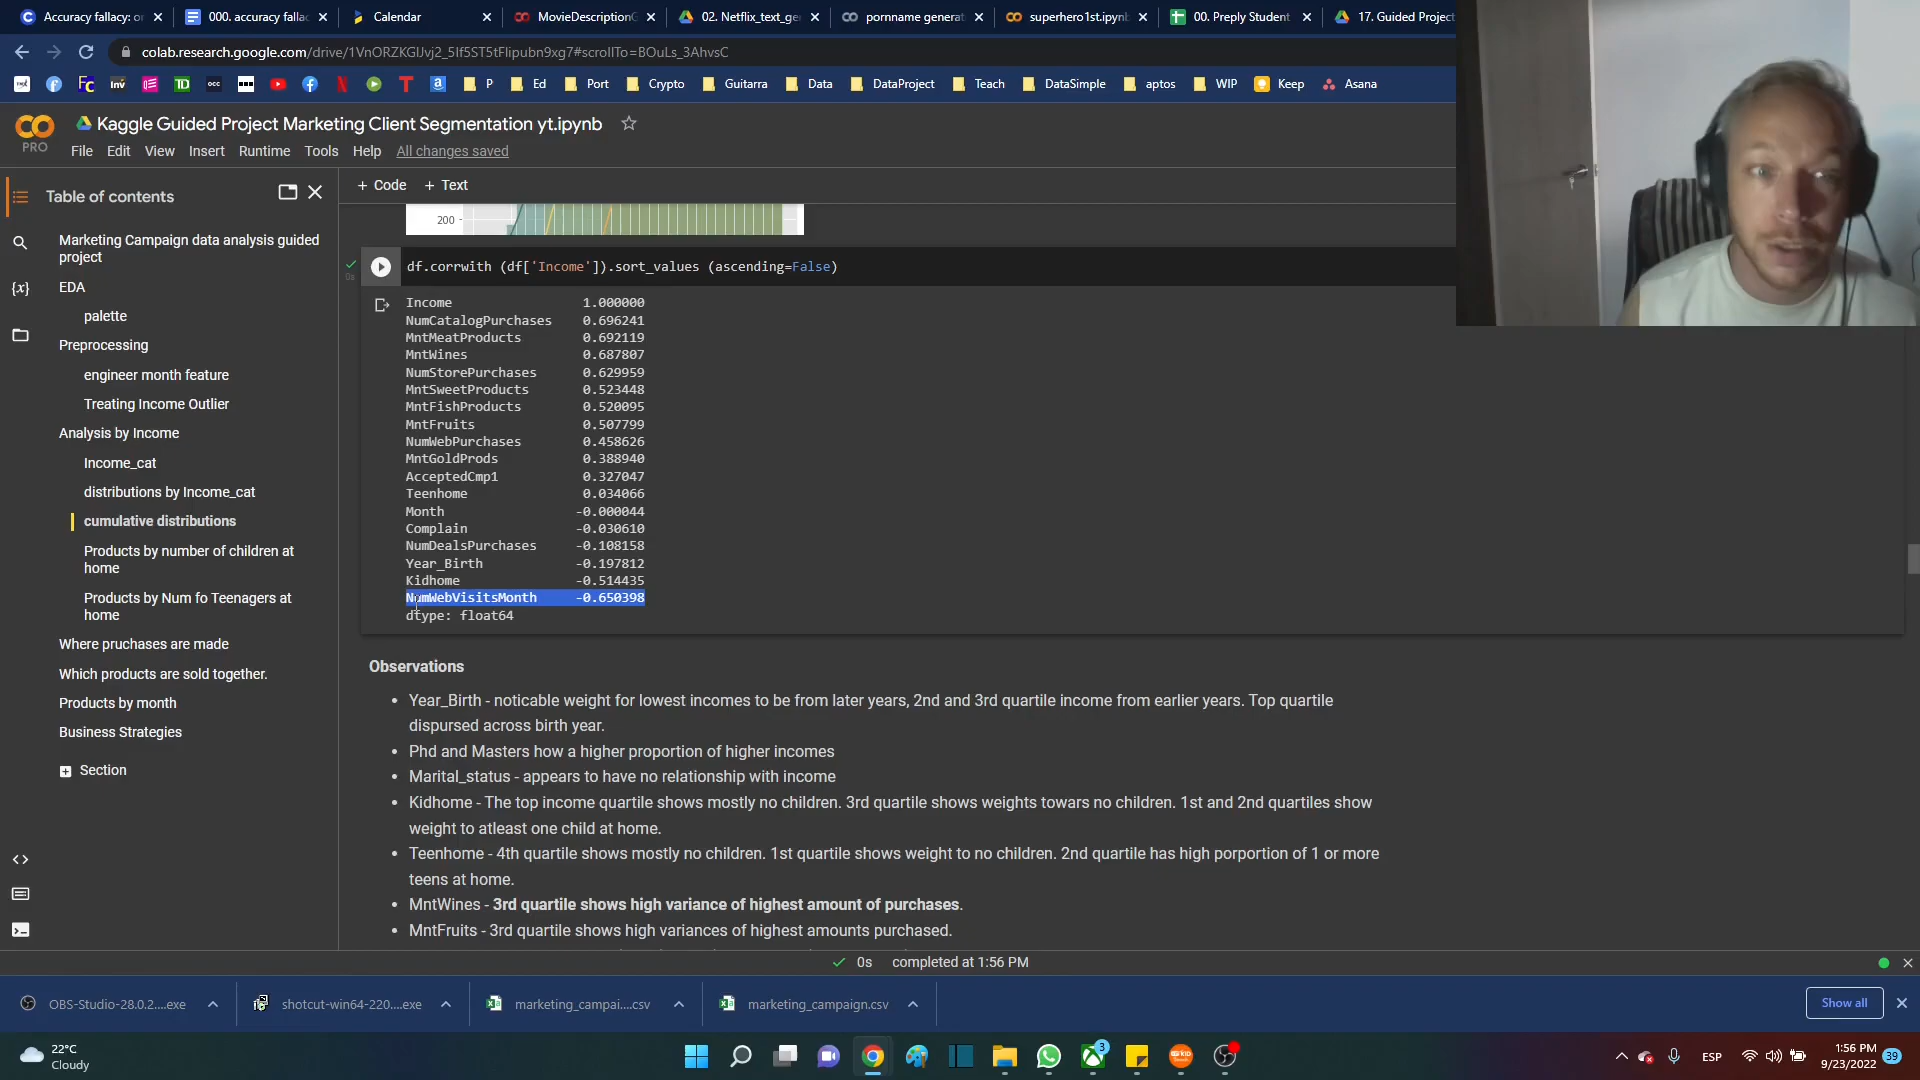 Accuracy fallacy: or
000. accuracy fallac
Calendar
MovieDescriptionG
02. Netflix_text_ge
pornname generat
superhero1st.ipynb
00. Preply Student
17. Guided Project
colab.research.google.com/drive/1VnORZKGlJvj2_5If5ST5tFlipubn9xg7#scrollTo=BOuLs_3AhvsC
inv
TD
occ
P
Ed
Port
Crypto
Guitarra
Data
DataProject
Teach
DataSimple
aptos
WIP
Keep
Asana
PRO
Kaggle Guided Project Marketing Client Segmentation yt.ipynb
File Edit View Insert Runtime Tools Help All changes saved
Table of contents
Marketing Campaign data analysis guided
project
EDA
palette
Preprocessing
engineer month feature
Treating Income Outlier
Analysis by Income
Income_cat
distributions by Income_cat
cumulative distributions
Products by number of children at
home
Products by Num fo Teenagers at
home
Where pruchases are made
Which products are sold together.
Products by month
Business Strategies
Section
{x}
+ Code + Text
200
0s
df.corrwith (df['Income']).sort_values (ascending=False)
Income 1.000000
NumCatalogPurchases 0.696241
MntMeatProducts 0.692119
MntWines 0.687807
NumStorePurchases 0.629959
MntSweetProducts 0.523448
MntFishProducts 0.520095
MntFruits 0.507799
NumWebPurchases 0.458626
MntGoldProds 0.388940
AcceptedCmp1 0.327047
Teenhome 0.034066
Month -0.000044
Complain -0.030610
NumDealsPurchases -0.108158
Year_Birth -0.197812
Kidhome -0.514435
NumWebVisitsMonth -0.650398
dtype: float64
Observations
• Year_Birth - noticable weight for lowest incomes to be from later years, 2nd and 3rd quartile income from earlier years. Top quartile
dispursed across birth year.
• Phd and Masters how a higher proportion of higher incomes
• Marital_status - appears to have no relationship with income
• Kidhome - The top income quartile shows mostly no children. 3rd quartile shows weights towars no children. 1st and 2nd quartiles show
weight to atleast one child at home.
• Teenhome - 4th quartile shows mostly no children. 1st quartile shows weight to no children. 2nd quartile has high porportion of 1 or more
teens at home.
• MntWines - 3rd quartile shows high variance of highest amount of purchases.
• MntFruits - 3rd quartile shows high variances of highest amounts purchased.
0s completed at 1:56 PM
OBS-Studio-28.0.2....exe
shotcut-win64-220....exe
marketing_campai....csv
marketing_campaign.csv
Show all
22°C
Cloudy
3
ESP
1:56 PM
9/23/2022
39